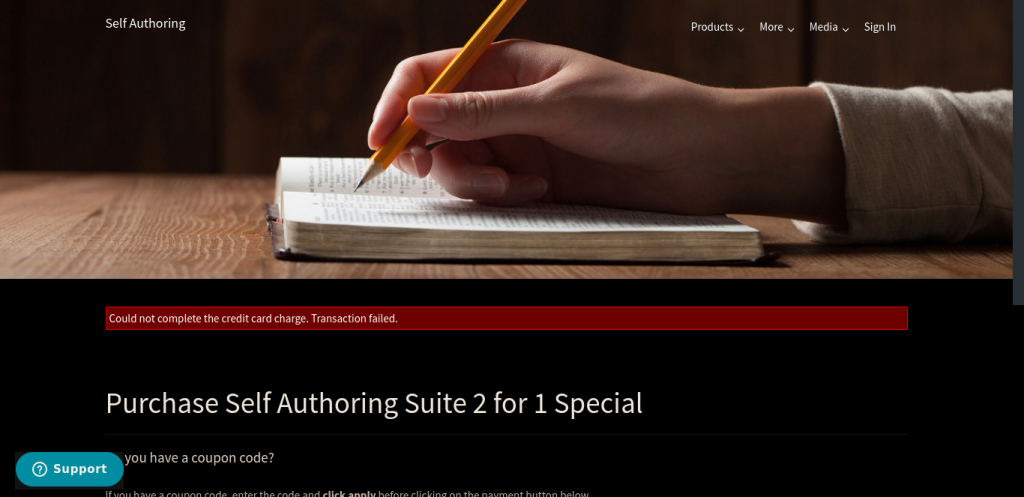 Self Authoring
Products More Media Sign In
Could not complete the credit card charge. Transaction failed.
Purchase Self Authoring Suite 2 for 1 Special
you have a coupon code?
Support
If you have a coupon code, enter the code and click apply before clicking on the payment button below.